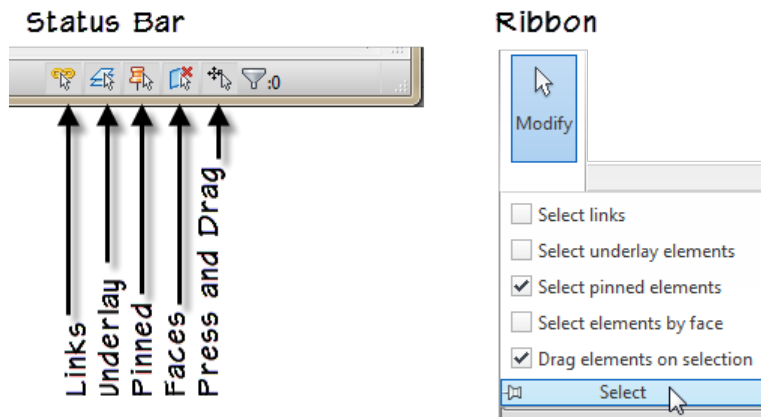 Status Bar
:0
Links
Underlay
Pinned
Faces
Press and Drag
Ribbon
Modify
Select links
Select underlay elements
Select pinned elements
Select elements by face
Drag elements on selection
Select